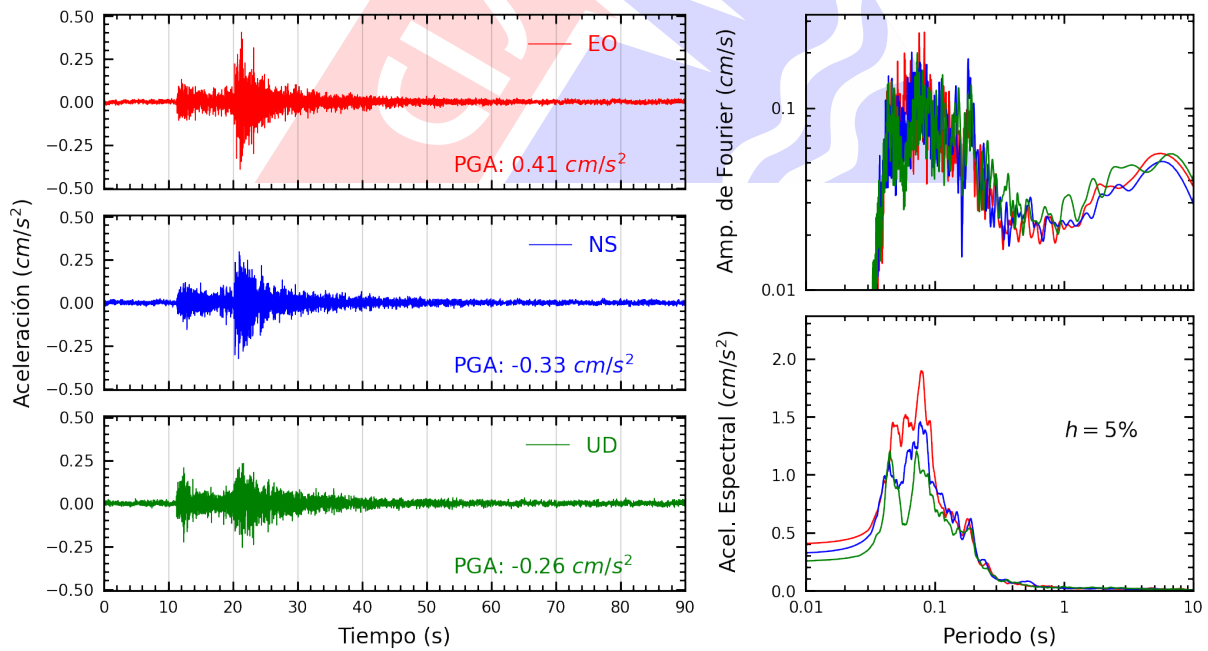 Aceleración (cm/s²)
0.50
0.25
0.00
−0.25
−0.50
EO
PGA: 0.41 cm/s²
0.50
0.25
0.00
−0.25
−0.50
NS
PGA: -0.33 cm/s²
0.50
0.25
0.00
−0.25
−0.50
UD
PGA: -0.26 cm/s²
0 10 20 30 40 50 60 70 80 90
Tiempo (s)
Amp. de Fourier (cm/s)
0.1
0.01
Acel. Espectral (cm/s²)
2.0
1.5
1.0
0.5
0.0
h = 5%
0.01 0.1 1 10
Periodo (s)